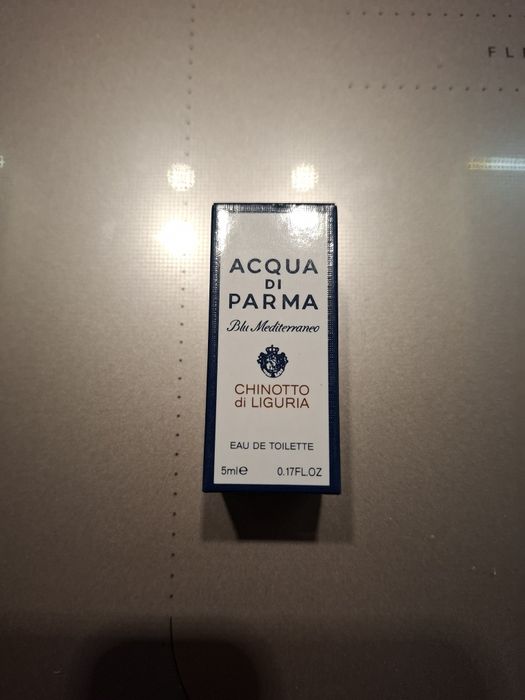 ACQUA
DI
PARMA
Blu Mediterraneo
CHINOTTO
di LIGURIA
EAU DE TOILETTE
5ml℮ 0.17FL.OZ